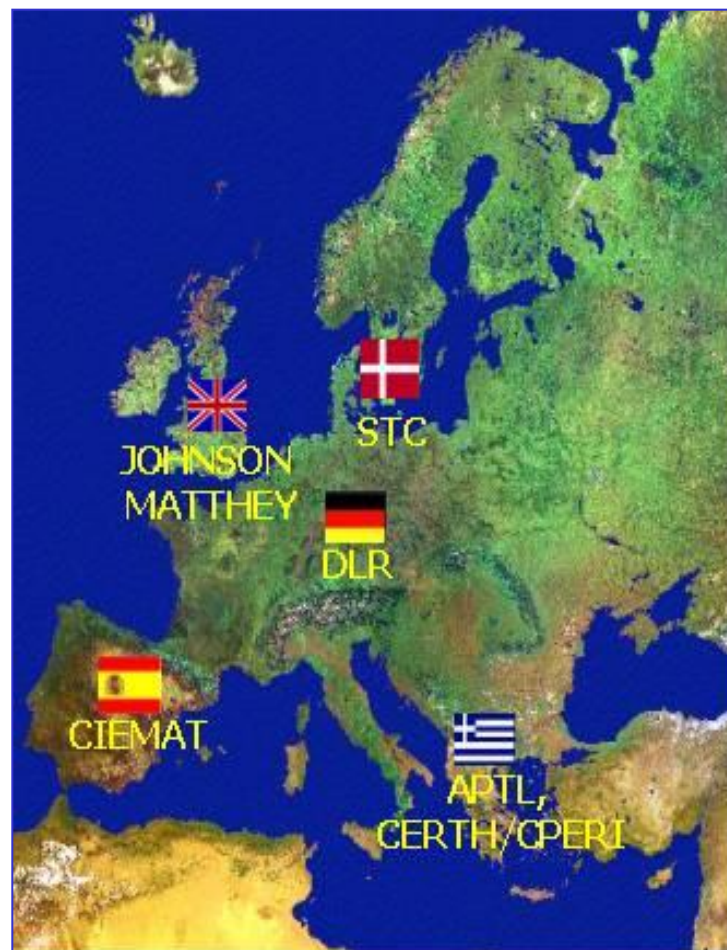 STC
JOHNSON
MATTHEY
DLR
CIEMAT
APTL,
CERTH/CPERI